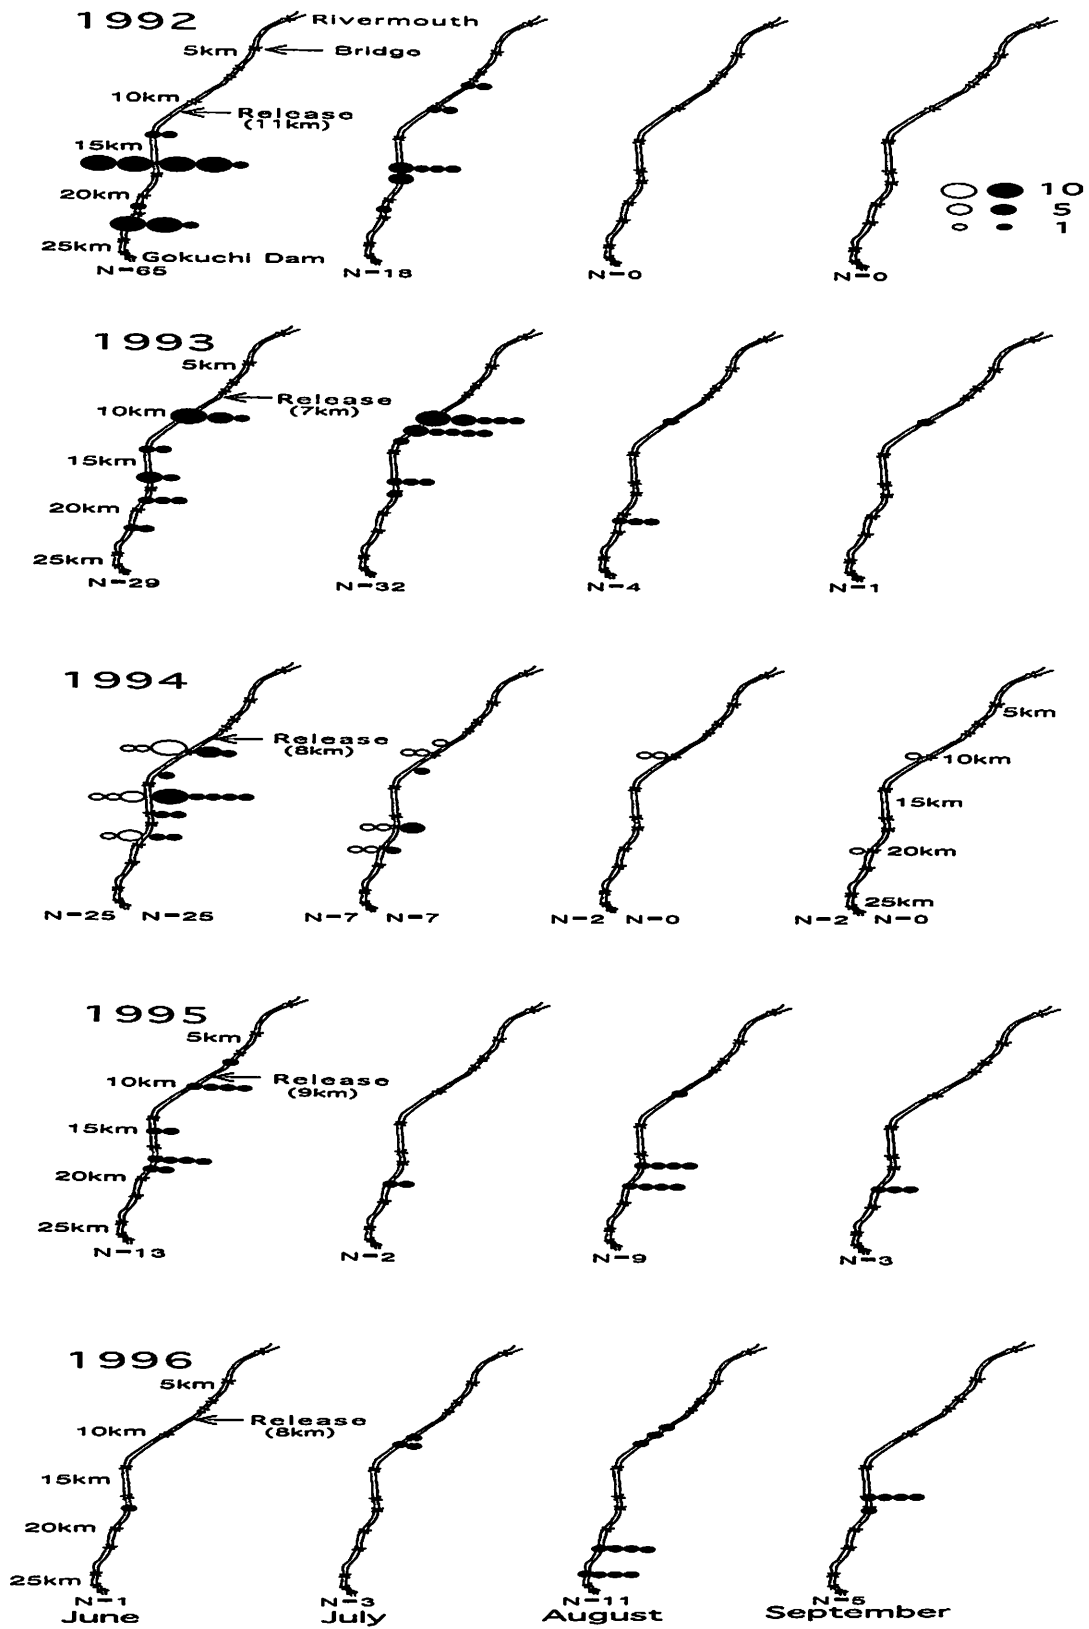 1992
Rivermouth
5km
Bridge
10km
Release
(11km)
15km
20km
25km
Gokuchi Dam
N=65
N=18
N=0
N=0
10
5
1
1993
5km
Release
(7km)
10km
15km
20km
25km
N=29
N=32
N=4
N=1
1994
Release
(8km)
5km
10km
15km
20km
25km
N=25 N=25
N=7 N=7
N=2 N=0
N=2 N=0
1995
5km
10km
Release
(9km)
15km
20km
25km
N=13
N=2
N=9
N=3
1996
5km
Release
(8km)
10km
15km
20km
25km
N=1
N=3
N=11
N=5
June
July
August
September